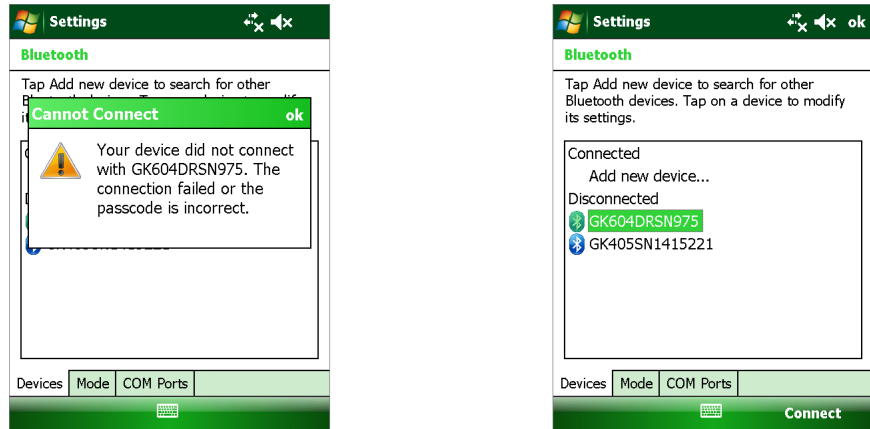 Settings
Bluetooth
Tap Add new device to search for other
Cannot Connect
ok
Your device did not connect
with GK604DRSN975. The
connection failed or the
passcode is incorrect.
Devices
Mode
COM Ports
Settings
ok
Bluetooth
Tap Add new device to search for other
Bluetooth devices. Tap on a device to modify
its settings.
Connected
Add new device...
Disconnected
GK604DRSN975
GK405SN1415221
Devices
Mode
COM Ports
Connect